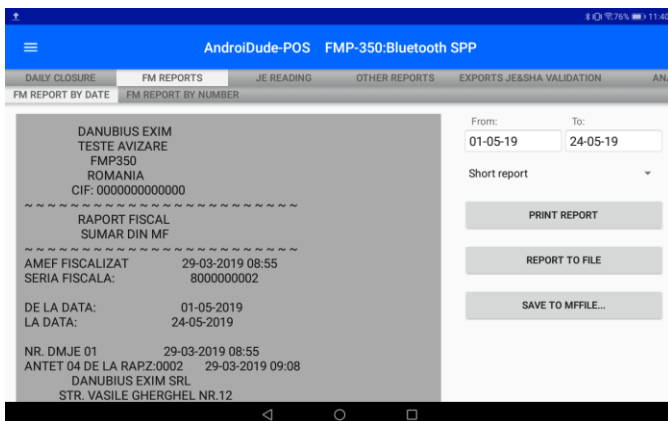 76% 11:40
AndroiDude-POS FMP-350:Bluetooth SPP
DAILY CLOSURE FM REPORTS JE READING OTHER REPORTS EXPORTS JE&SHA VALIDATION AN
FM REPORT BY DATE FM REPORT BY NUMBER
DANUBIUS EXIM
TESTE AVIZARE
FMP350
ROMANIA
CIF: 0000000000000
~ ~ ~ ~ ~ ~ ~ ~ ~ ~ ~ ~ ~ ~ ~ ~ ~ ~ ~ ~ ~ ~ ~ ~ ~ ~
RAPORT FISCAL
SUMAR DIN MF
~ ~ ~ ~ ~ ~ ~ ~ ~ ~ ~ ~ ~ ~ ~ ~ ~ ~ ~ ~ ~ ~ ~ ~ ~ ~
AMEF FISCALIZAT 29-03-2019 08:55
SERIA FISCALA: 8000000002
DE LA DATA: 01-05-2019
LA DATA: 24-05-2019
NR. DMJE 01 29-03-2019 08:55
ANTET 04 DE LA RAP.Z:0002 29-03-2019 09:08
DANUBIUS EXIM SRL
STR. VASILE GHERGHEL NR.12
From: To:
01-05-19 24-05-19
Short report
PRINT REPORT
REPORT TO FILE
SAVE TO MFFILE...